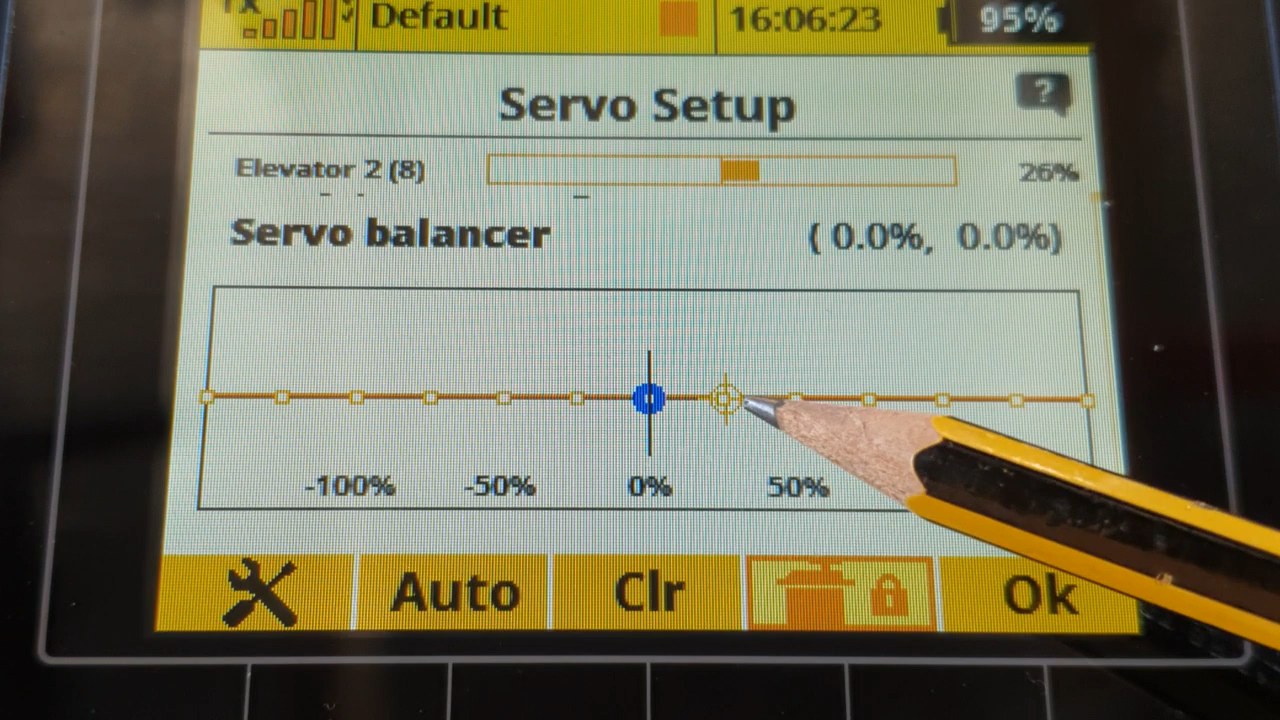 Tx Default 16:06:23 95%
Servo Setup ?
Elevator 2 (8) 26%
Servo balancer ( 0.0%, 0.0%)
-100% -50% 0% 50%
Auto Clr Ok